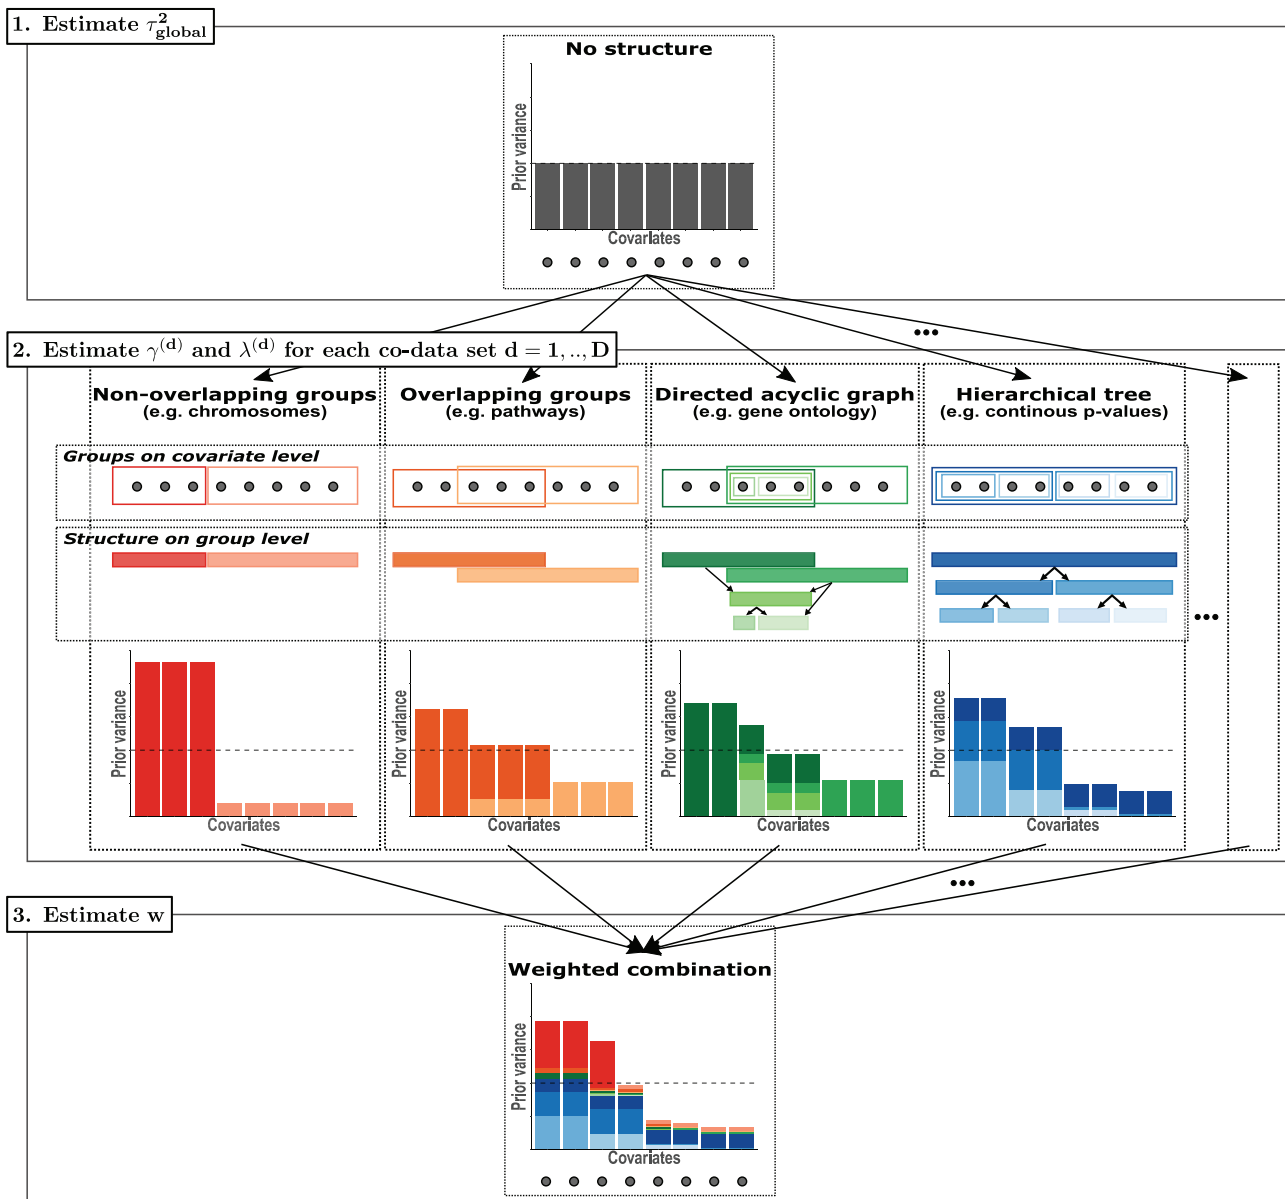 1. Estimate τ²global
No structure
Prior variance
Covariates
...
2. Estimate γ(d) and λ(d) for each co-data set d = 1, .., D
Non-overlapping groups
(e.g. chromosomes)
Overlapping groups
(e.g. pathways)
Directed acyclic graph
(e.g. gene ontology)
Hierarchical tree
(e.g. continous p-values)
Groups on covariate level
Structure on group level
...
Prior variance
Covariates
Prior variance
Covariates
Prior variance
Covariates
Prior variance
Covariates
...
3. Estimate w
Weighted combination
Prior variance
Covariates